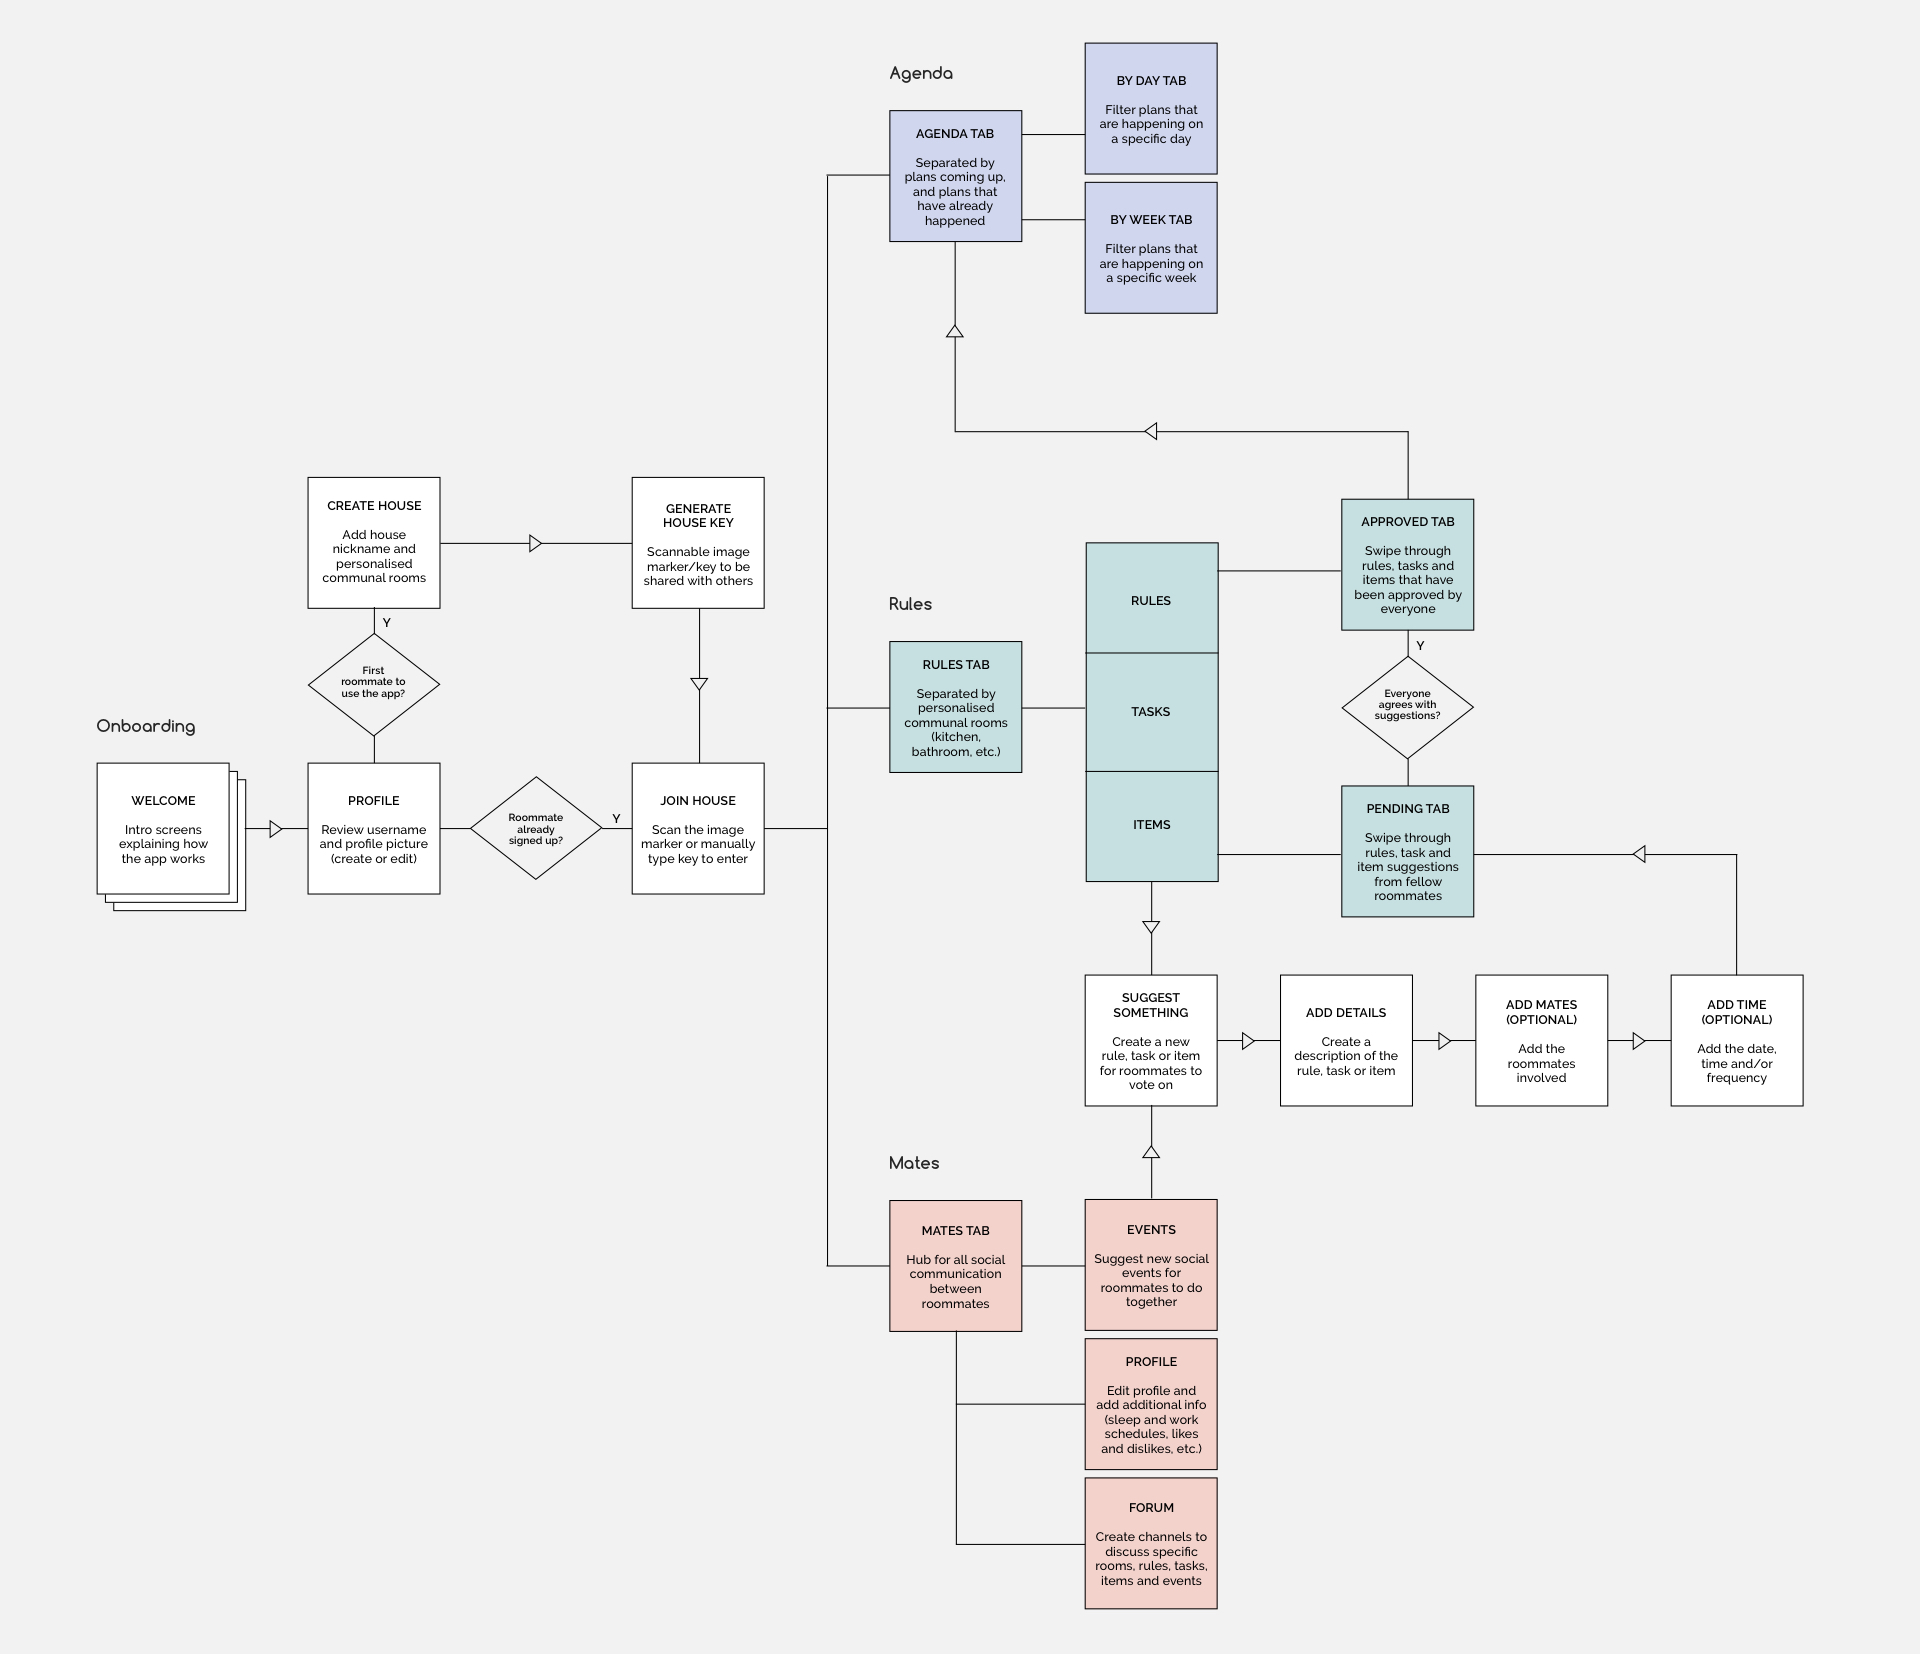 Agenda
BY DAY TAB
Filter plans that
are happening on
a specific day
AGENDA TAB
Separated by
plans coming up,
and plans that
have already
happened
BY WEEK TAB
Filter plans that
are happening on
a specific week
CREATE HOUSE
Add house
nickname and
personalised
communal rooms
GENERATE
HOUSE KEY
Scannable image
marker/key to be
shared with others
Y
First
roommate to
use the app?
Onboarding
WELCOME
Intro screens
explaining how
the app works
PROFILE
Review username
and profile picture
(create or edit)
Roommate
already
signed up?
Y
JOIN HOUSE
Scan the image
marker or manually
type key to enter
Rules
RULES TAB
Separated by
personalised
communal rooms
(kitchen,
bathroom, etc.)
RULES
TASKS
ITEMS
APPROVED TAB
Swipe through
rules, tasks and
items that have
been approved by
everyone
Y
Everyone
agrees with
suggestions?
PENDING TAB
Swipe through
rules, task and
item suggestions
from fellow
roommates
SUGGEST
SOMETHING
Create a new
rule, task or item
for roommates to
vote on
ADD DETAILS
Create a
description of the
rule, task or item
ADD MATES
(OPTIONAL)
Add the
roommates
involved
ADD TIME
(OPTIONAL)
Add the date,
time and/or
frequency
Mates
MATES TAB
Hub for all social
communication
between
roommates
EVENTS
Suggest new social
events for
roommates to do
together
PROFILE
Edit profile and
add additional info
(sleep and work
schedules, likes
and dislikes, etc.)
FORUM
Create channels to
discuss specific
rooms, rules, tasks,
items and events